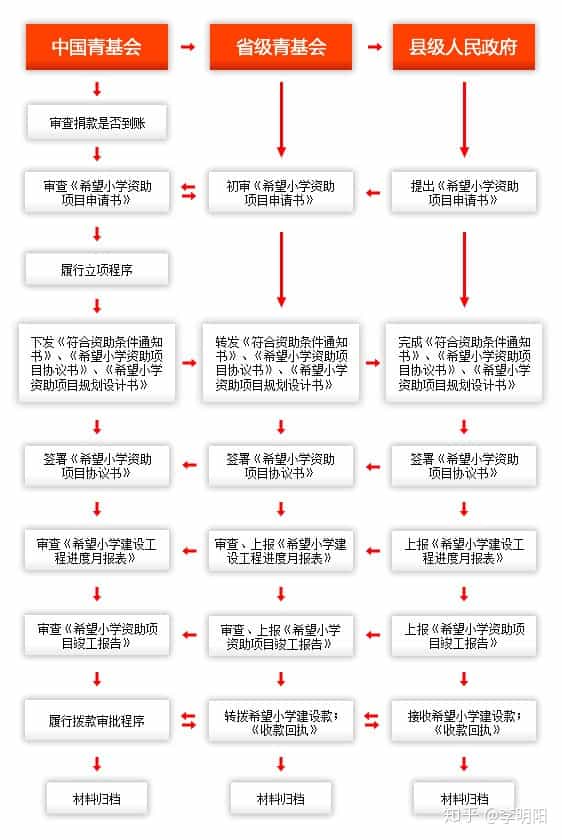 中国青基会
省级青基会
县级人民政府
审查捐款是否到账
审查《希望小学资助
项目申请书》
初审《希望小学资助
项目申请书》
提出《希望小学资助
项目申请书》
履行立项程序
下发《符合资助条件通知
书》、《希望小学资助项
目协议书》、《希望小学
资助项目规划设计书》
转发《符合资助条件通知
书》、《希望小学资助项
目协议书》、《希望小学
资助项目规划设计书》
完成《符合资助条件通知
书》、《希望小学资助项
目协议书》、《希望小学
资助项目规划设计书》
签署《希望小学资助
项目协议书》
签署《希望小学资助
项目协议书》
签署《希望小学资助
项目协议书》
审查《希望小学建设工
程进度月报表》
审查、上报《希望小学建
设工程进度月报表》
上报《希望小学建设工
程进度月报表》
审查《希望小学资助项
目竣工报告》
审查、上报《希望小学
资助项目竣工报告》
上报《希望小学资助项
目竣工报告》
履行拨款审批程序
转拨希望小学建设款；
《收款回执》
接收希望小学建设款；
《收款回执》
材料归档
材料归档
材料归档
知乎 @李明阳